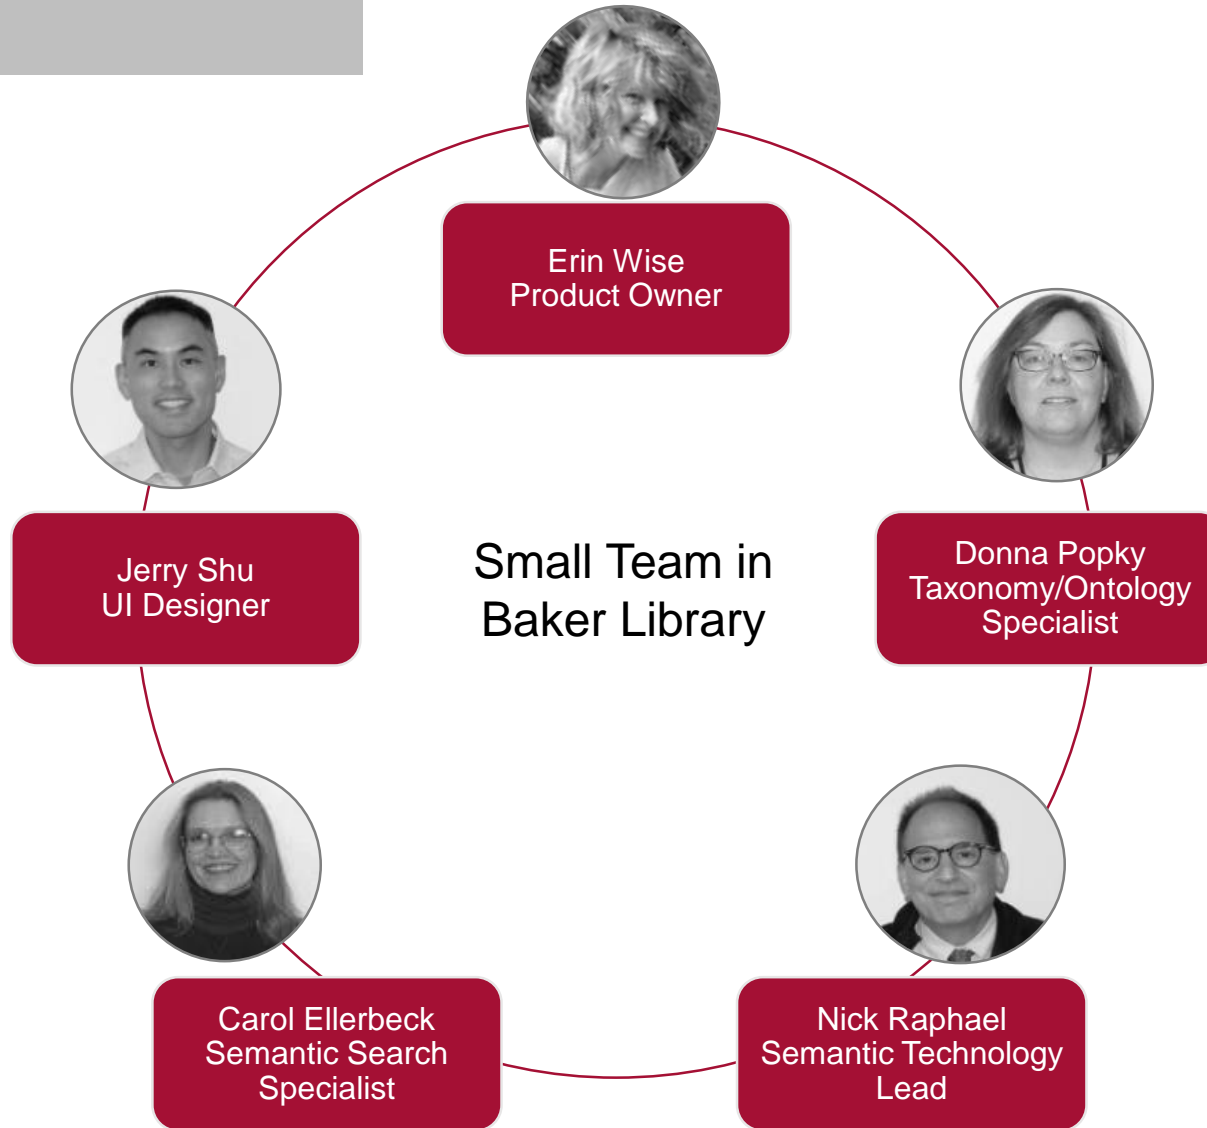 Erin Wise
Product Owner
Jerry Shu
UI Designer
Small Team in
Baker Library
Donna Popky
Taxonomy/Ontology
Specialist
Carol Ellerbeck
Semantic Search
Specialist
Nick Raphael
Semantic Technology
Lead